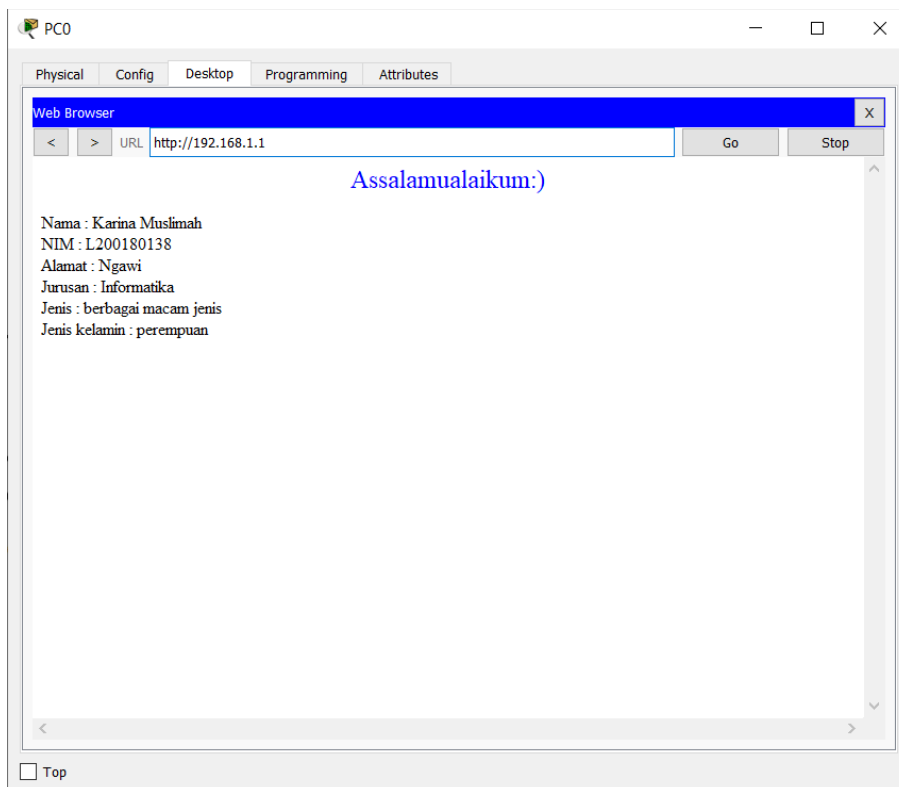 PC0
Physical Config Desktop Programming Attributes
Web Browser X
< > URL http://192.168.1.1 Go Stop
Assalamualaikum:)
Nama : Karina Muslimah
NIM : L200180138
Alamat : Ngawi
Jurusan : Informatika
Jenis : berbagai macam jenis
Jenis kelamin : perempuan
Top